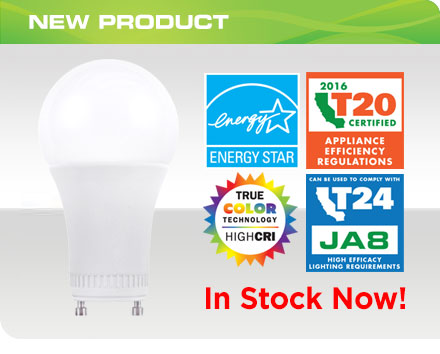 NEW PRODUCT
energy
ENERGY STAR
2016
T20
CERTIFIED
APPLIANCE
EFFICIENCY
REGULATIONS
TRUE
COLOR
TECHNOLOGY
HIGHCRI
CAN BE USED TO COMPLY WITH
T24
JA8
HIGH EFFICACY
LIGHTING REQUIREMENTS
In Stock Now!